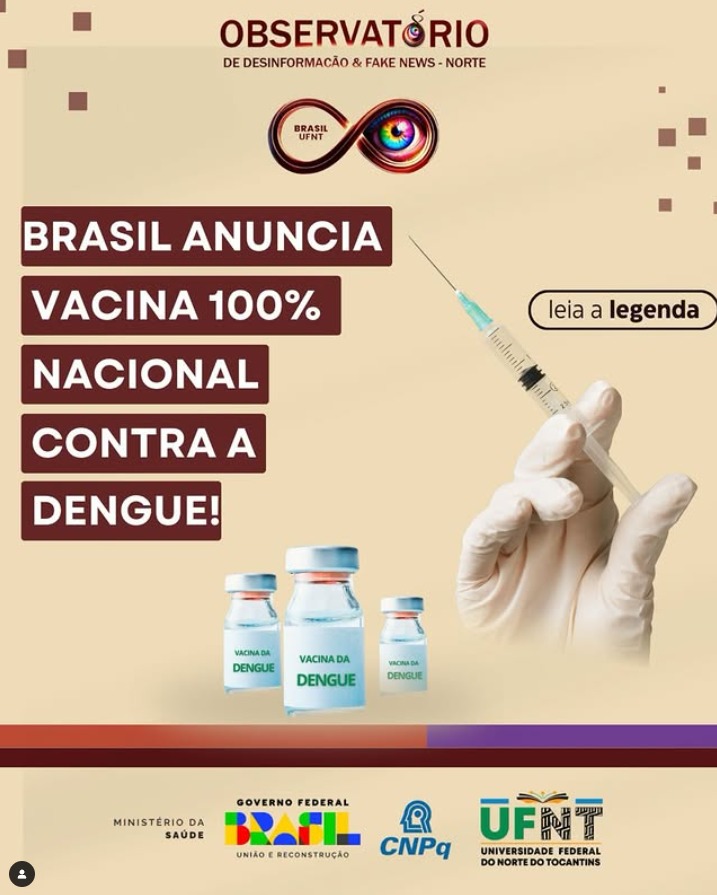 OBSERVATÓRIO
DE DESINFORMAÇÃO & FAKE NEWS - NORTE
BRASIL
UFNT
BRASIL ANUNCIA
VACINA 100%
NACIONAL
CONTRA A
DENGUE!
leia a legenda
VACINA DA
DENGUE
VACINA DA
DENGUE
VACINA DA
DENGUE
MINISTÉRIO DA
SAÚDE
GOVERNO FEDERAL
BRASIL
UNIÃO E RECONSTRUÇÃO
CNPq
UFNT
UNIVERSIDADE FEDERAL
DO NORTE DO TOCANTINS